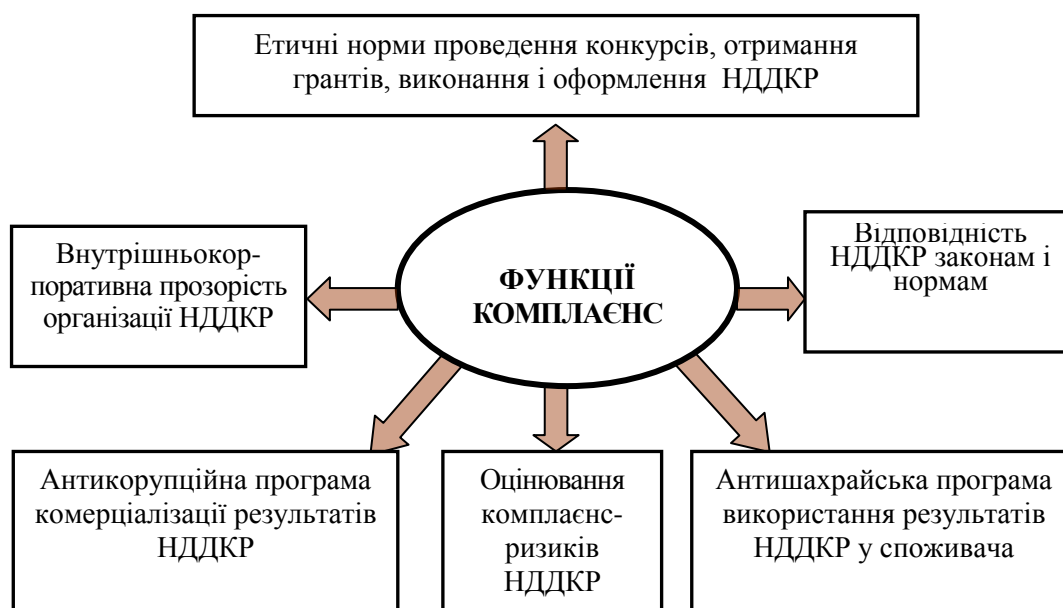 Етичні норми проведення конкурсів, отримання
грантів, виконання і оформлення НДДКР
Внутрішньокор-
поративна прозорість
організації НДДКР
ФУНКЦІЇ
КОМПЛАЄНС
Відповідність
НДДКР законам і
нормам
Антикорупційна програма
комерціалізації результатів
НДДКР
Оцінювання
комплаєнс-
ризиків
НДДКР
Антишахрайська програма
використання результатів
НДДКР у споживача